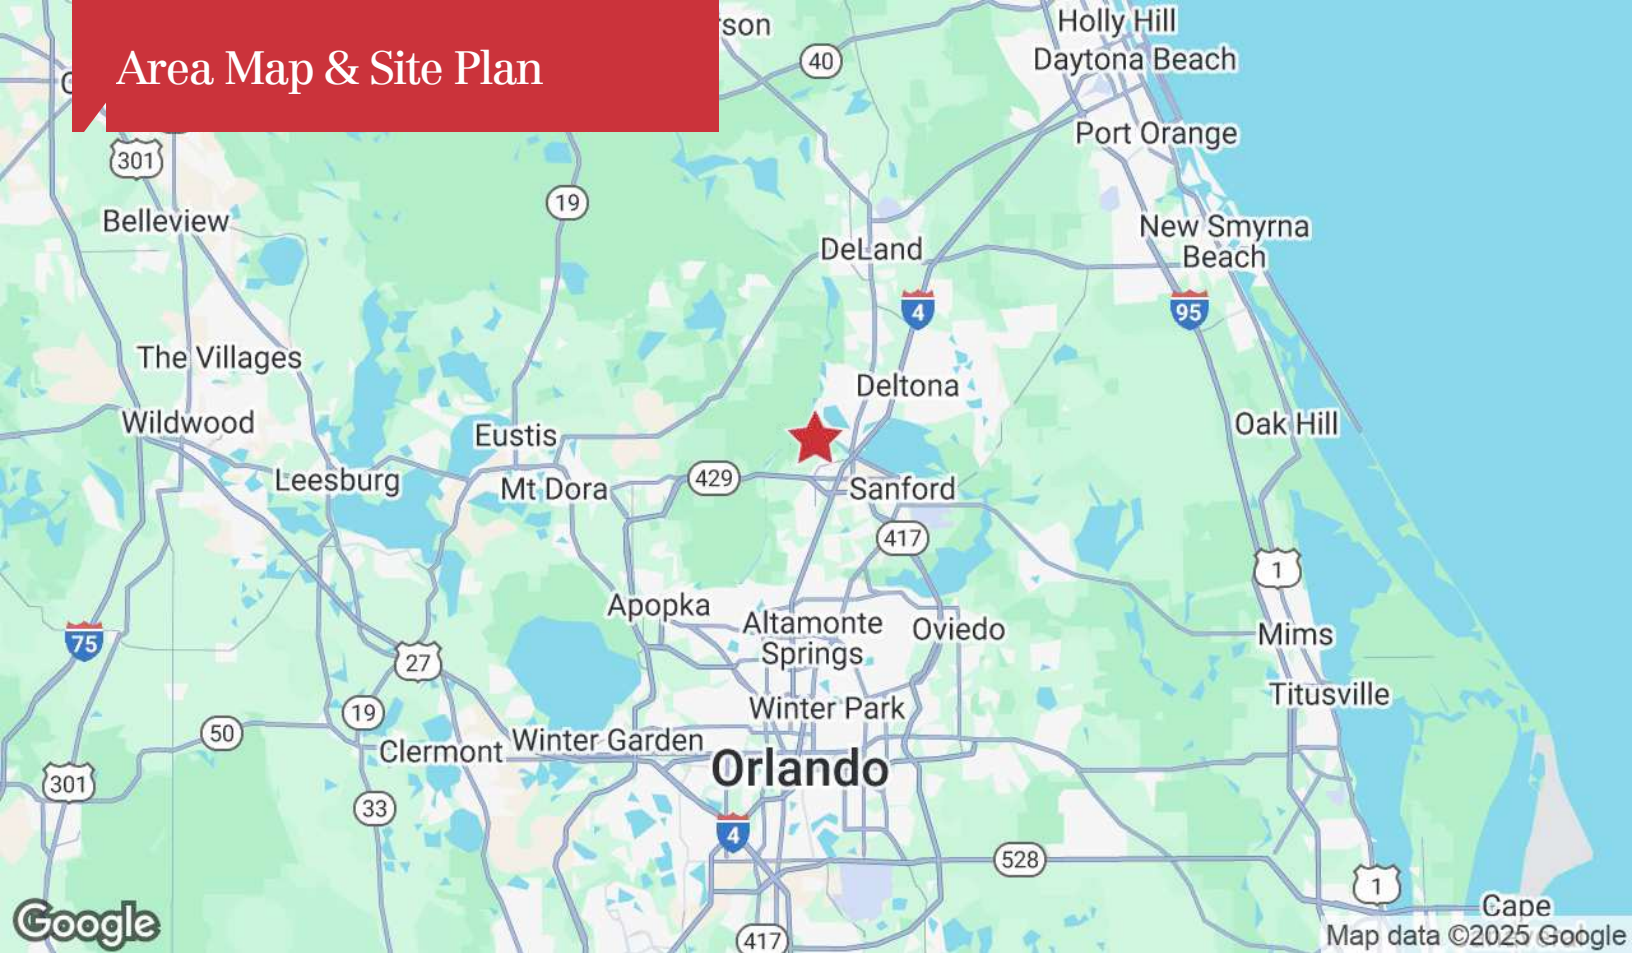 Area Map & Site Plan
son
Holly Hill
40
Daytona Beach
Port Orange
301
19
Belleview
New Smyrna
Beach
DeLand
4
95
The Villages
Deltona
Wildwood
Oak Hill
Eustis
Leesburg
Mt Dora
429
Sanford
417
1
Apopka
Altamonte
Springs
Oviedo
Mims
75
27
Titusville
19
Winter Park
50
Clermont
Winter Garden
Orlando
301
33
4
528
1
Cape
Google
417
Map data ©2025 Google